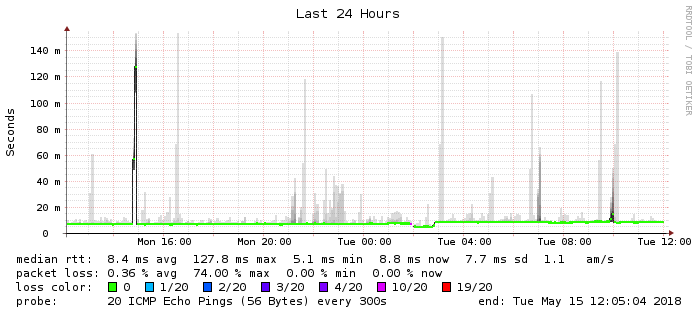 Last 24 Hours
RRDTOOL / TOBI OETIKER
Seconds
140 m
120 m
100 m
80 m
60 m
40 m
20 m
0
Mon 16:00 Mon 20:00 Tue 00:00 Tue 04:00 Tue 08:00 Tue 12:00
median rtt: 8.4 ms avg 127.8 ms max 5.1 ms min 8.8 ms now 7.7 ms sd 1.1 am/s
packet loss: 0.36 % avg 74.00 % max 0.00 % min 0.00 % now
loss color: 0 1/20 2/20 3/20 4/20 10/20 19/20
probe: 20 ICMP Echo Pings (56 Bytes) every 300s end: Tue May 15 12:05:04 2018